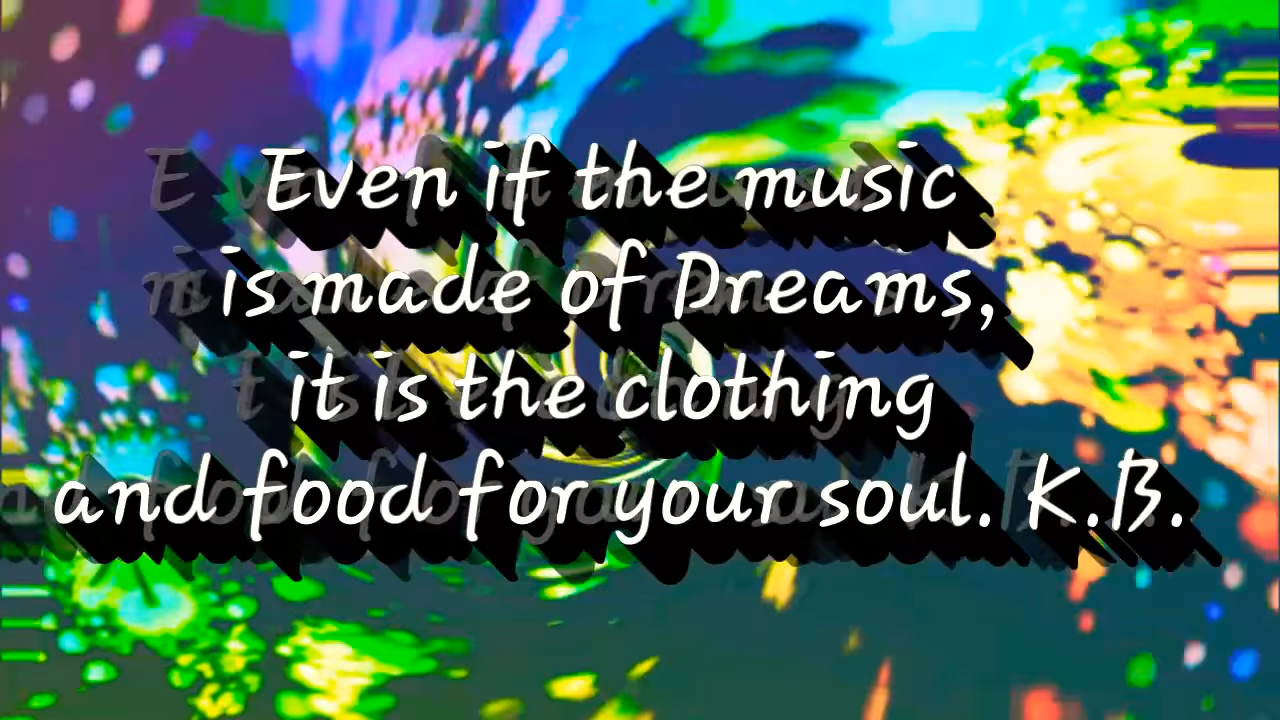 Even if the music
is made of Dreams,
it is the clothing
and food for your soul. K.B.